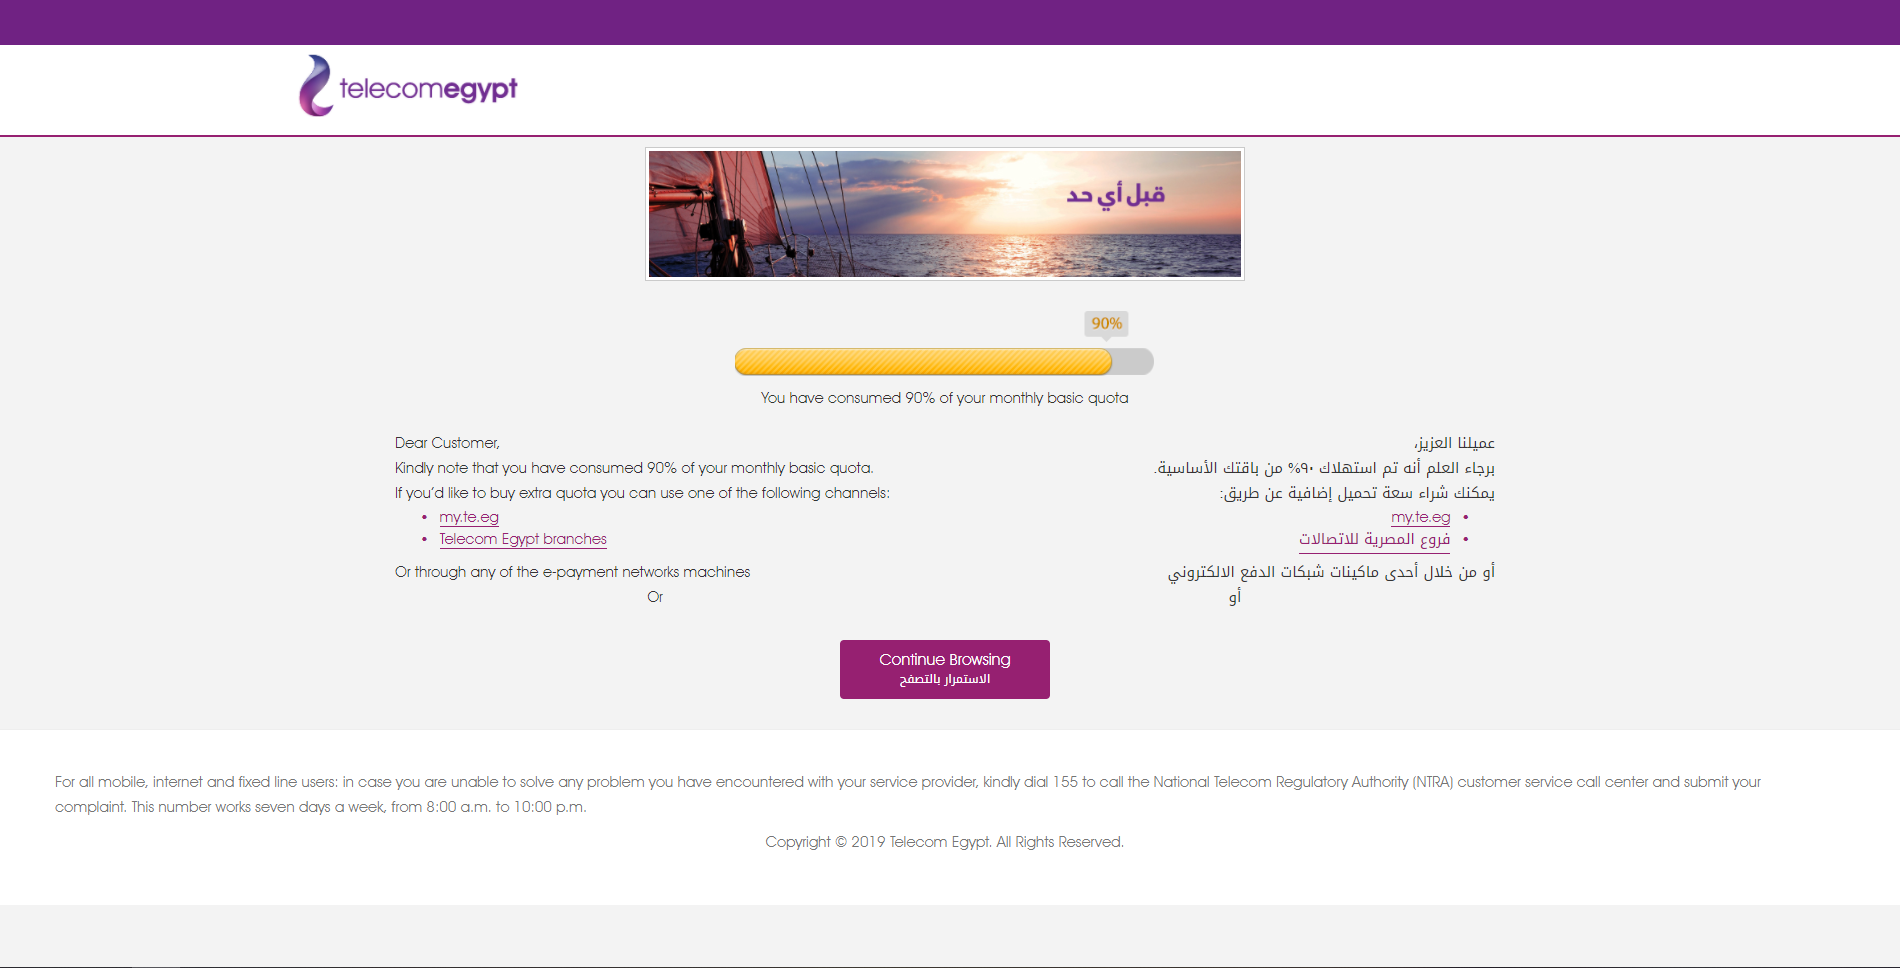 telecomegypt
قبل أي حد
90%
You have consumed 90% of your monthly basic quota
Dear Customer,
Kindly note that you have consumed 90% of your monthly basic quota.
If you'd like to buy extra quota you can use one of the following channels:
• my.te.eg
• Telecom Egypt branches
Or through any of the e-payment networks machines
Or
عميلنا العزيز،
برجاء العلم أنه تم استهلاك ٩٠% من باقتك الأساسية.
يمكنك شراء سعة تحميل إضافية عن طريق:
• my.te.eg
• فروع المصرية للاتصالات
أو من خلال أحدى ماكينات شبكات الدفع الالكتروني
أو
Continue Browsing
الاستمرار بالتصفح
For all mobile, internet and fixed line users: in case you are unable to solve any problem you have encountered with your service provider, kindly dial 155 to call the National Telecom Regulatory Authority (NTRA) customer service call center and submit your
complaint. This number works seven days a week, from 8:00 a.m. to 10:00 p.m.
Copyright © 2019 Telecom Egypt. All Rights Reserved.